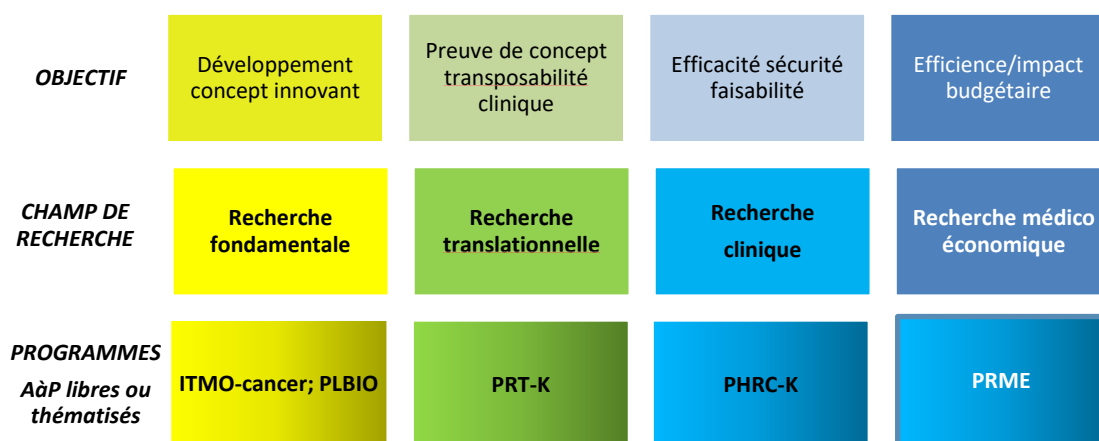 OBJECTIF
Développement
concept innovant
Preuve de concept
transposabilité
clinique
Efficacité sécurité
faisabilité
Efficience/impact
budgétaire
CHAMP DE
RECHERCHE
Recherche
fondamentale
Recherche
translationnelle
Recherche
clinique
Recherche médico
économique
PROGRAMMES
AàP libres ou
thématisés
ITMO-cancer; PLBIO
PRT-K
PHRC-K
PRME